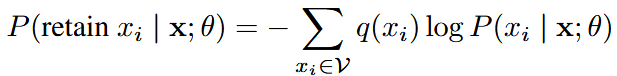 P(retain x_i | **x**; θ) = − ∑_{x_i∈𝒱} q(x_i) log P(x_i | **x**; θ)